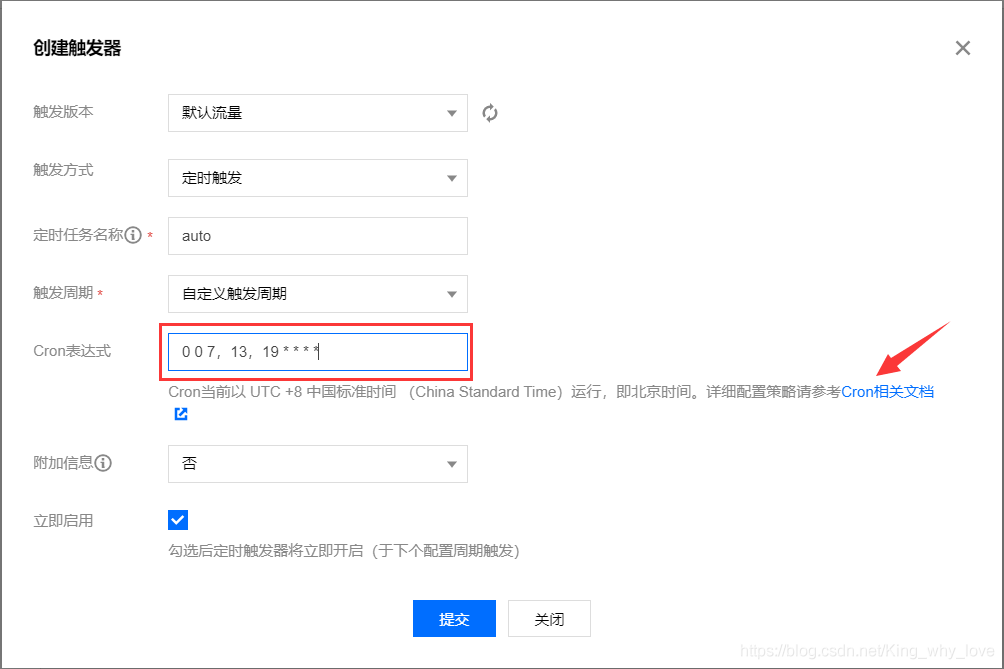 创建触发器
触发版本 默认流量
触发方式 定时触发
定时任务名称 * auto
触发周期 * 自定义触发周期
Cron表达式 0 0 7，13，19 * * * *
Cron当前以 UTC +8 中国标准时间 （China Standard Time）运行，即北京时间。详细配置策略请参考Cron相关文档
附加信息 否
立即启用
勾选后定时触发器将立即开启（于下个配置周期触发）
提交 关闭
https://blog.csdn.net/King_why_love